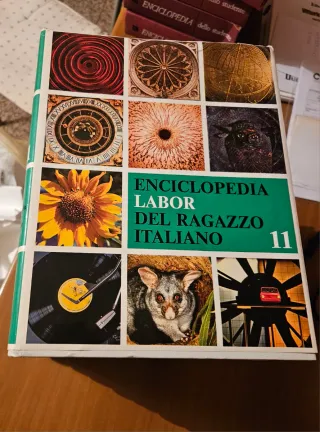 ENCICLOPEDIA
ENCICLOPEDIA
LABOR
DEL RAGAZZO
ITALIANO
11